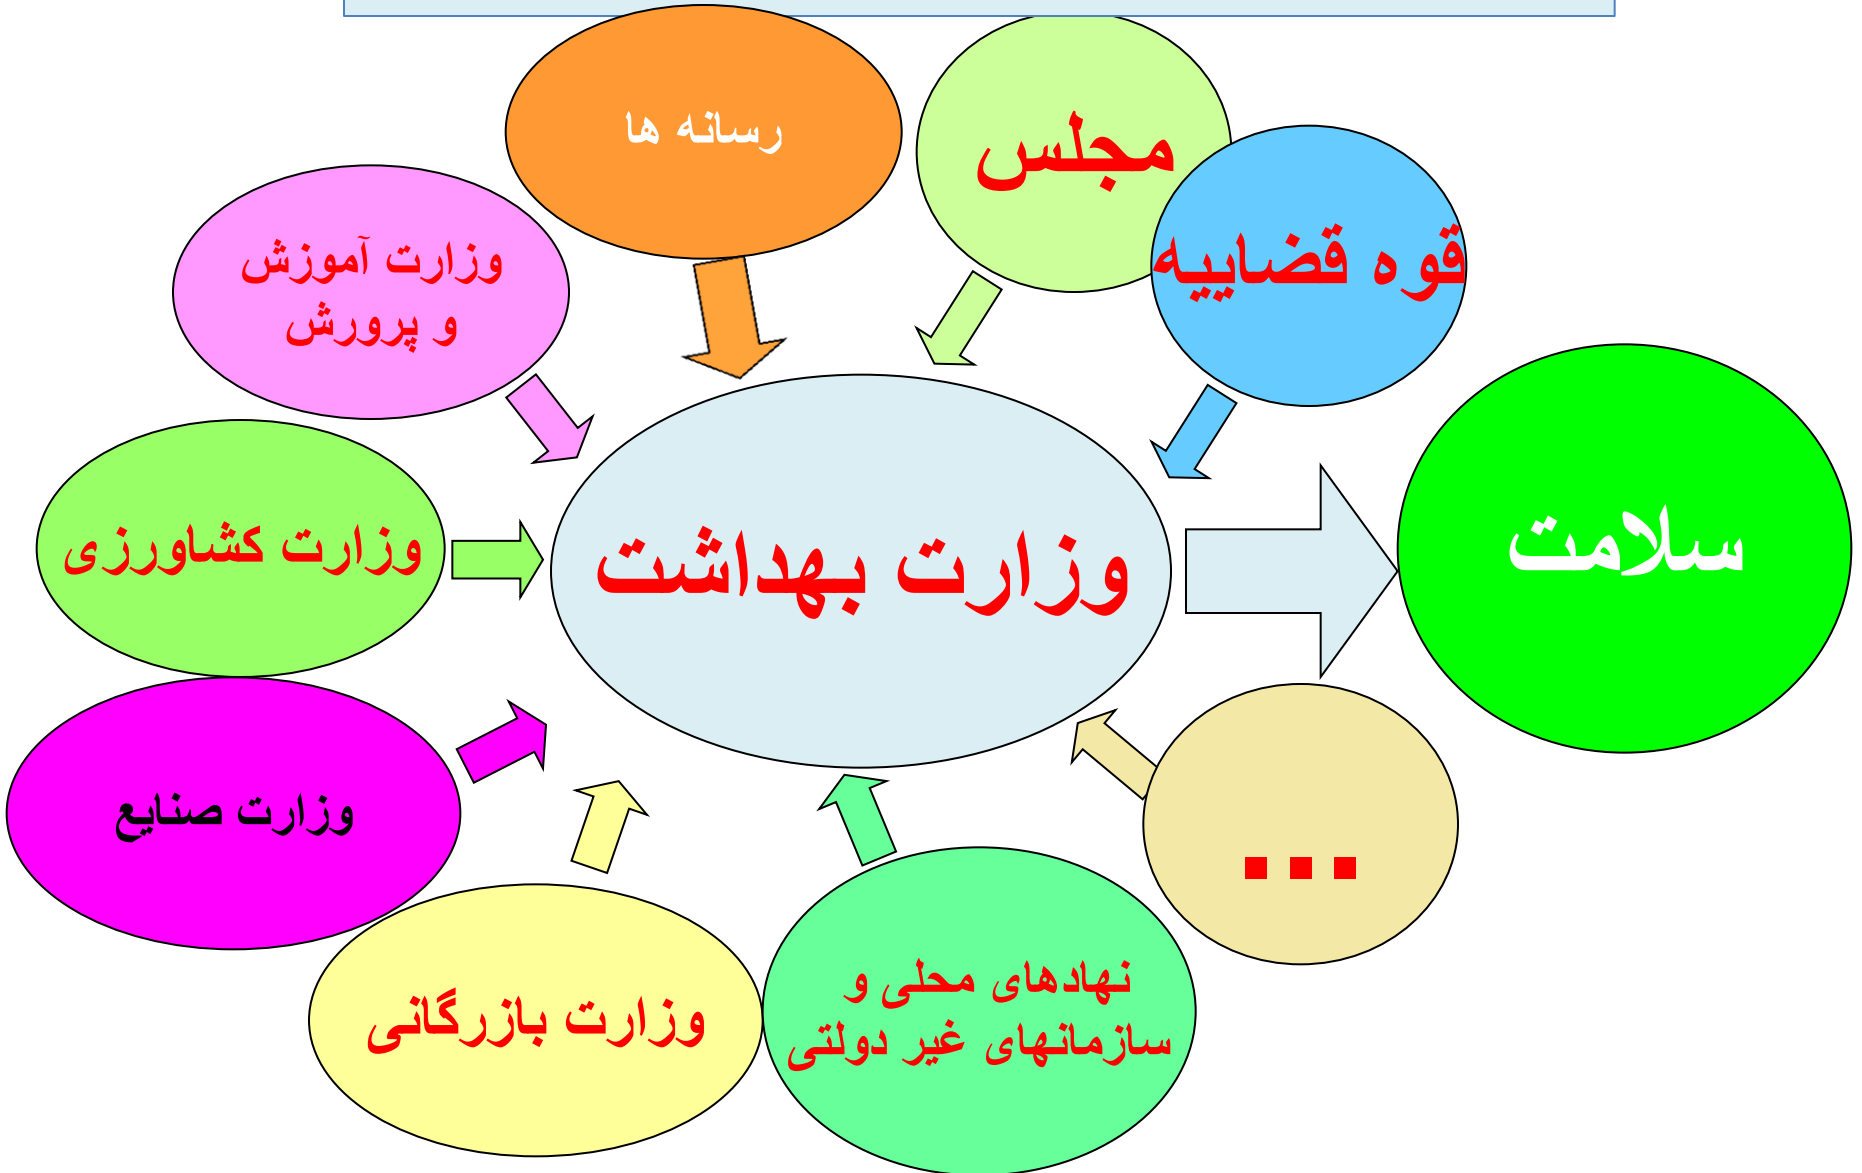 رسانه ها
مجلس
قوه قضاییه
وزارت آموزش
و پرورش
وزارت کشاورزی
وزارت بهداشت
سلامت
وزارت صنایع
...
وزارت بازرگانی
نهادهای محلی و
سازمانهای غیر دولتی